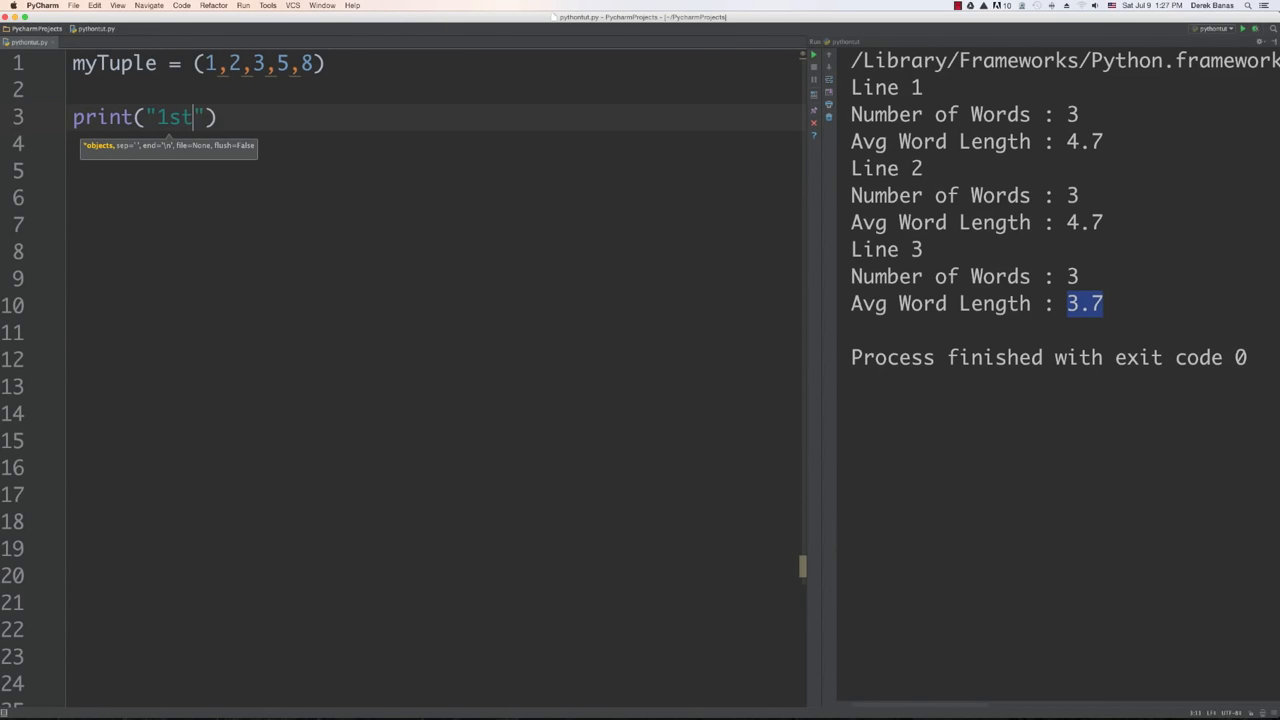 PyCharm File Edit View Navigate Code Refactor Run Tools VCS Window Help 10 Sat Jul 9 1:27 PM Derek Banas
pythontut.py - PycharmProjects - [~/PycharmProjects]
PycharmProjects pythontut.py pythontut
pythontut.py
Run pythontut
1 myTuple = (1,2,3,5,8)
2
3 print("1st")
*objects, sep=' ', end='\n', file=None, flush=False
4
5
6
7
8
9
10
11
12
13
14
15
16
17
18
19
20
21
22
23
24
/Library/Frameworks/Python.framework
Line 1
Number of Words : 3
Avg Word Length : 4.7
Line 2
Number of Words : 3
Avg Word Length : 4.7
Line 3
Number of Words : 3
Avg Word Length : 3.7
Process finished with exit code 0
3:11 LF÷ UTF-8÷